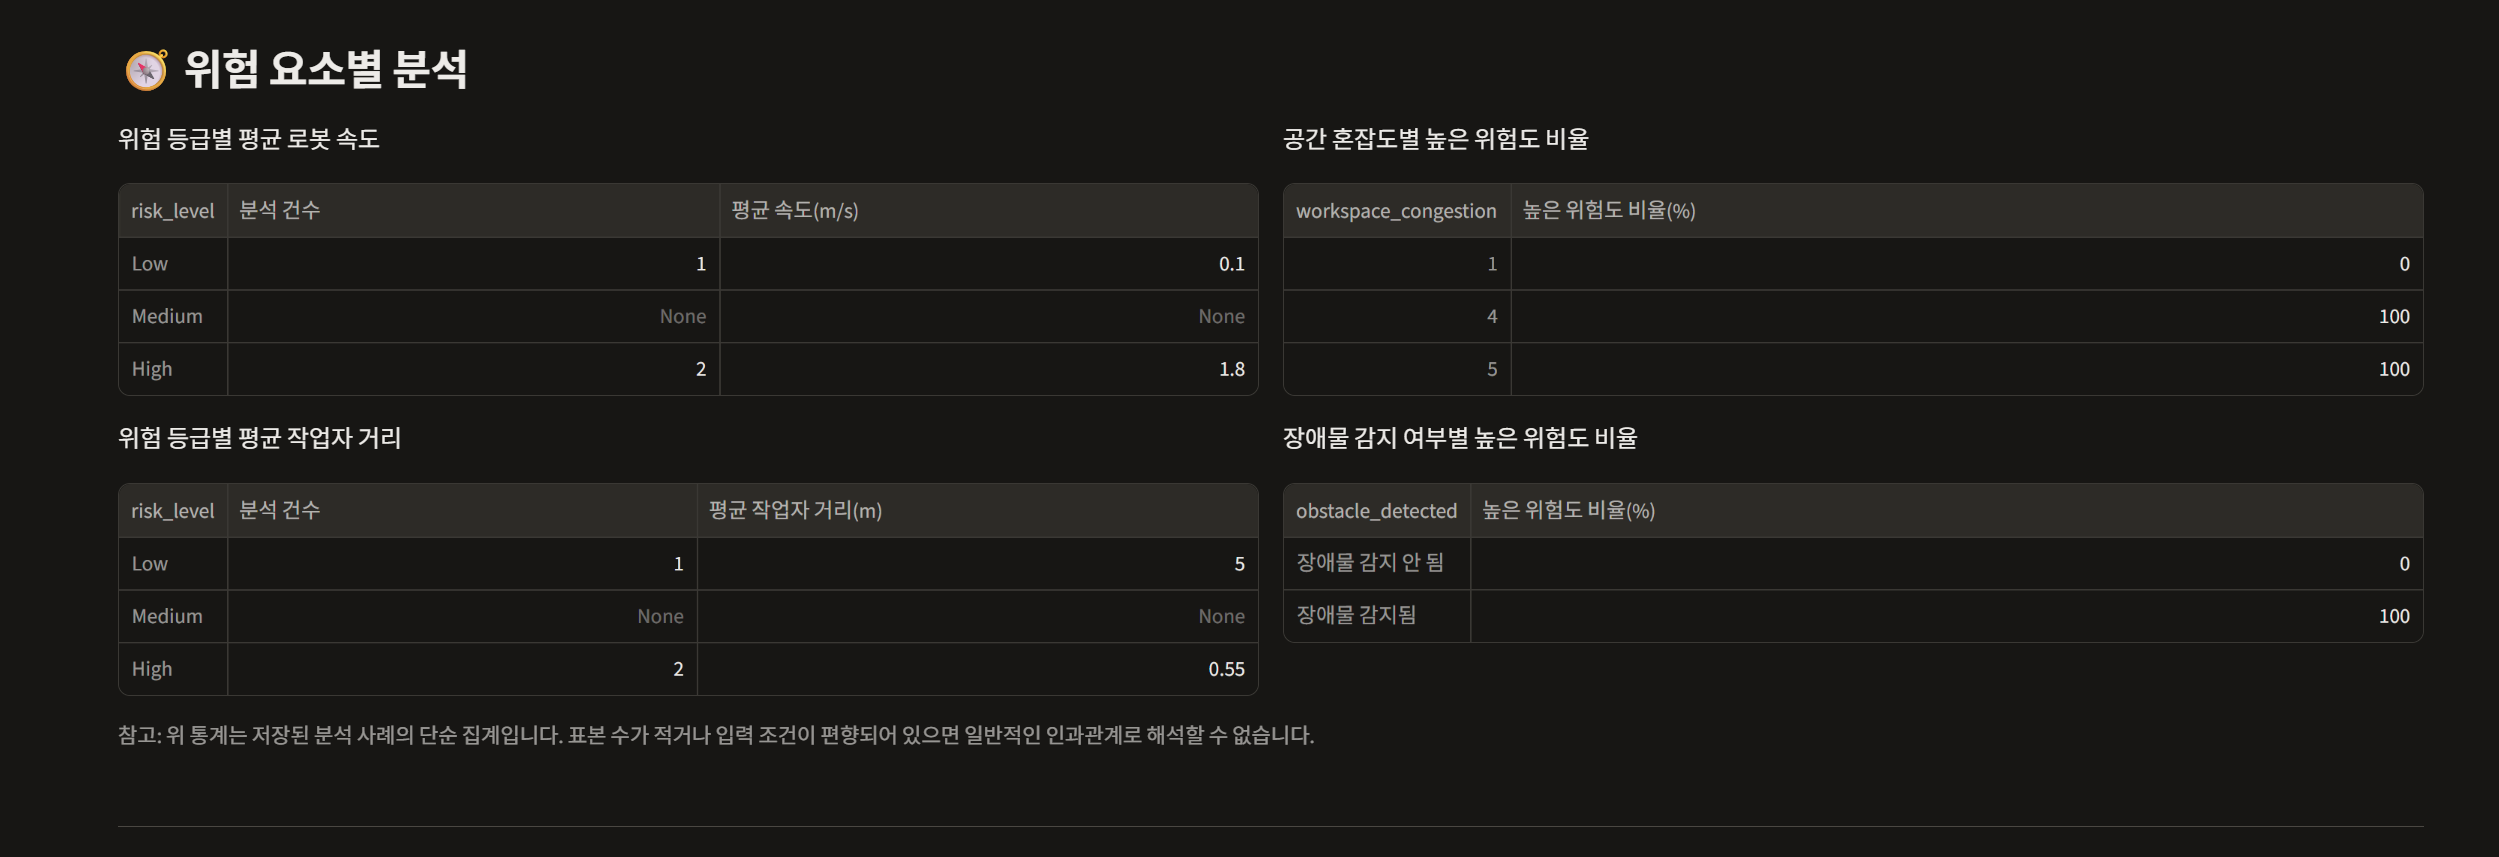 위험 요소별 분석
위험 등급별 평균 로봇 속도
risk_level 분석 건수 평균 속도(m/s)
Low 1 0.1
Medium None None
High 2 1.8
공간 혼잡도별 높은 위험도 비율
workspace_congestion 높은 위험도 비율(%)
1 0
4 100
5 100
위험 등급별 평균 작업자 거리
risk_level 분석 건수 평균 작업자 거리(m)
Low 1 5
Medium None None
High 2 0.55
장애물 감지 여부별 높은 위험도 비율
obstacle_detected 높은 위험도 비율(%)
장애물 감지 안 됨 0
장애물 감지됨 100
참고: 위 통계는 저장된 분석 사례의 단순 집계입니다. 표본 수가 적거나 입력 조건이 편향되어 있으면 일반적인 인과관계로 해석할 수 없습니다.